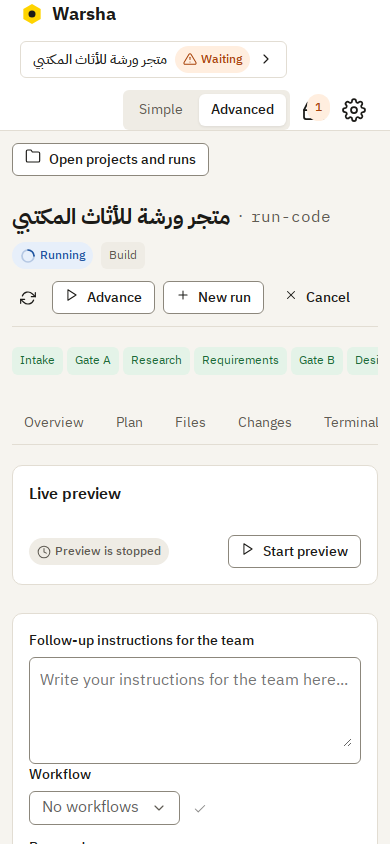 Warsha
متجر ورشة للأثاث المكتبي Waiting
Simple Advanced 1
Open projects and runs
متجر ورشة للأثاث المكتبي · run-code
Running Build
Advance New run Cancel
Intake Gate A Research Requirements Gate B Desi
Overview Plan Files Changes Terminal
Live preview
Preview is stopped Start preview
Follow-up instructions for the team
Write your instructions for the team here...
Workflow
No workflows